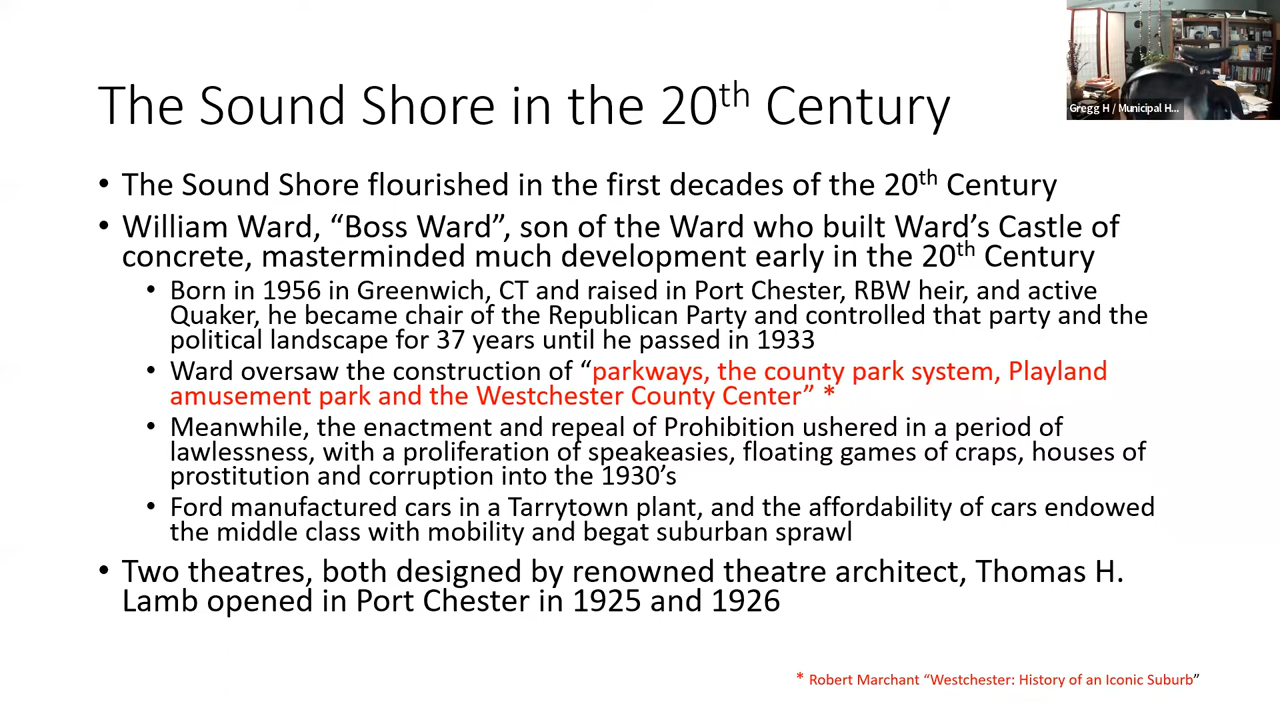 The Sound Shore in the 20th Century
• The Sound Shore flourished in the first decades of the 20th Century
• William Ward, “Boss Ward”, son of the Ward who built Ward’s Castle of
concrete, masterminded much development early in the 20th Century
• Born in 1956 in Greenwich, CT and raised in Port Chester, RBW heir, and active
Quaker, he became chair of the Republican Party and controlled that party and the
political landscape for 37 years until he passed in 1933
• Ward oversaw the construction of “parkways, the county park system, Playland
amusement park and the Westchester County Center” *
• Meanwhile, the enactment and repeal of Prohibition ushered in a period of
lawlessness, with a proliferation of speakeasies, floating games of craps, houses of
prostitution and corruption into the 1930’s
• Ford manufactured cars in a Tarrytown plant, and the affordability of cars endowed
the middle class with mobility and begat suburban sprawl
• Two theatres, both designed by renowned theatre architect, Thomas H.
Lamb opened in Port Chester in 1925 and 1926
* Robert Marchant “Westchester: History of an Iconic Suburb”
Gregg H / Municipal H...